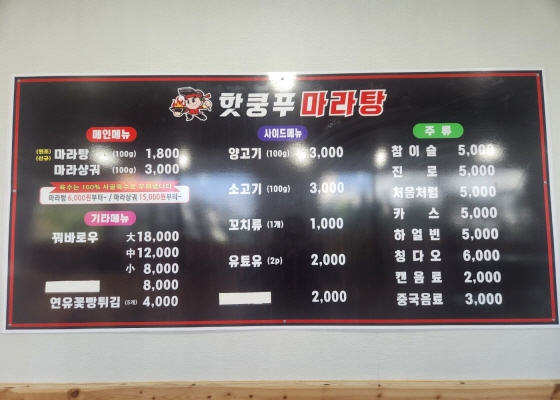 핫쿵푸 마라탕
메인메뉴
마라탕 (100g) 1,800
마라샹궈 (100g) 3,000
육수는 100% 사골육수로 우려냅니다
마라탕 6,000원부터~ / 마라샹궈 15,000원부터~
기타메뉴
꿔바로우 大 18,000
中 12,000
小 8,000
8,000
연유꽃빵튀김 (5개) 4,000
사이드메뉴
양고기 (100g) 3,000
소고기 (100g) 3,000
꼬치류 (1개) 1,000
유툐유 (2p) 2,000
2,000
주 류
참 이 슬 5,000
진 로 5,000
처음처럼 5,000
카 스 5,000
하 얼 빈 5,000
칭 다 오 6,000
캔 음 료 2,000
중국음료 3,000